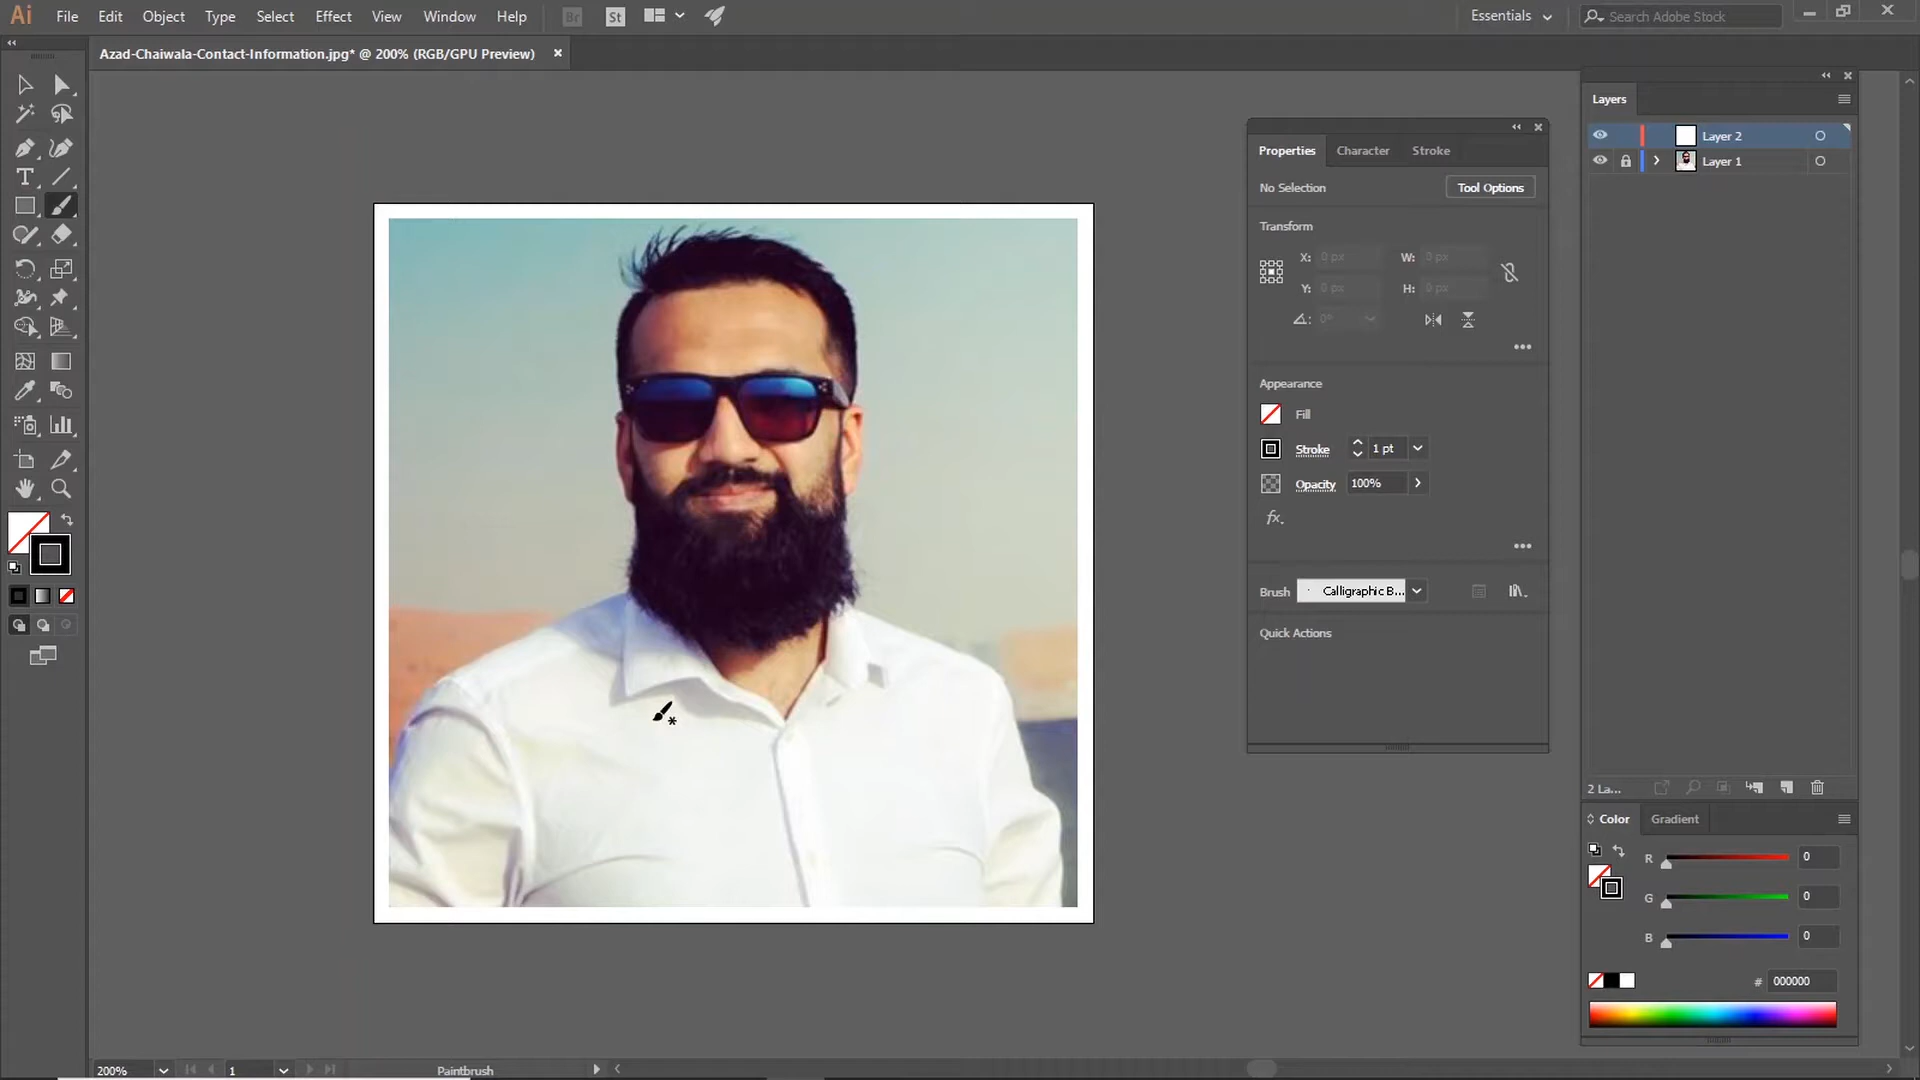 Ai File Edit Object Type Select Effect View Window Help Br St Essentials Search Adobe Stock
Azad-Chaiwala-Contact-Information.jpg* @ 200% (RGB/GPU Preview)
Layers
Layer 2
Layer 1
Properties Character Stroke
No Selection Tool Options
Transform
X: 0 px W: 0 px
Y: 0 px H: 0 px
0°
Appearance
Fill
Stroke 1 pt
Opacity 100%
fx.
Brush Calligraphic B...
Quick Actions
2 La...
Color Gradient
R 0
G 0
B 0
# 000000
200% 1 Paintbrush